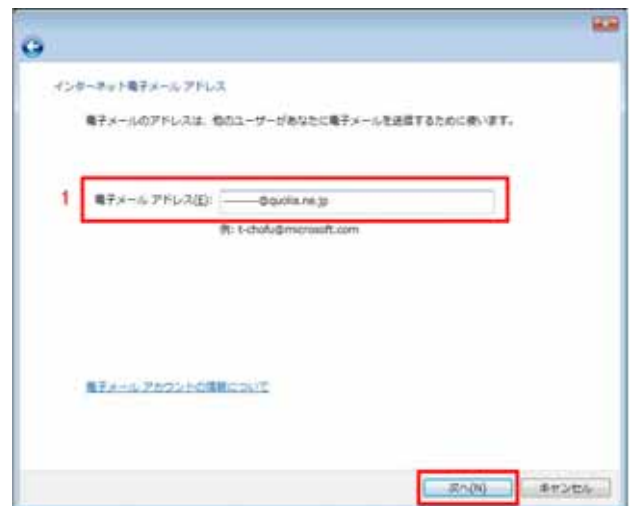 インターネット電子メール アドレス
電子メールのアドレスは、他のユーザーがあなたに電子メールを送信するために使います。
1 電子メール アドレス(E): ――――@quolia.ne.jp
例: t-chofu@microsoft.com
電子メール アカウントの情報について
次へ(N) キャンセル